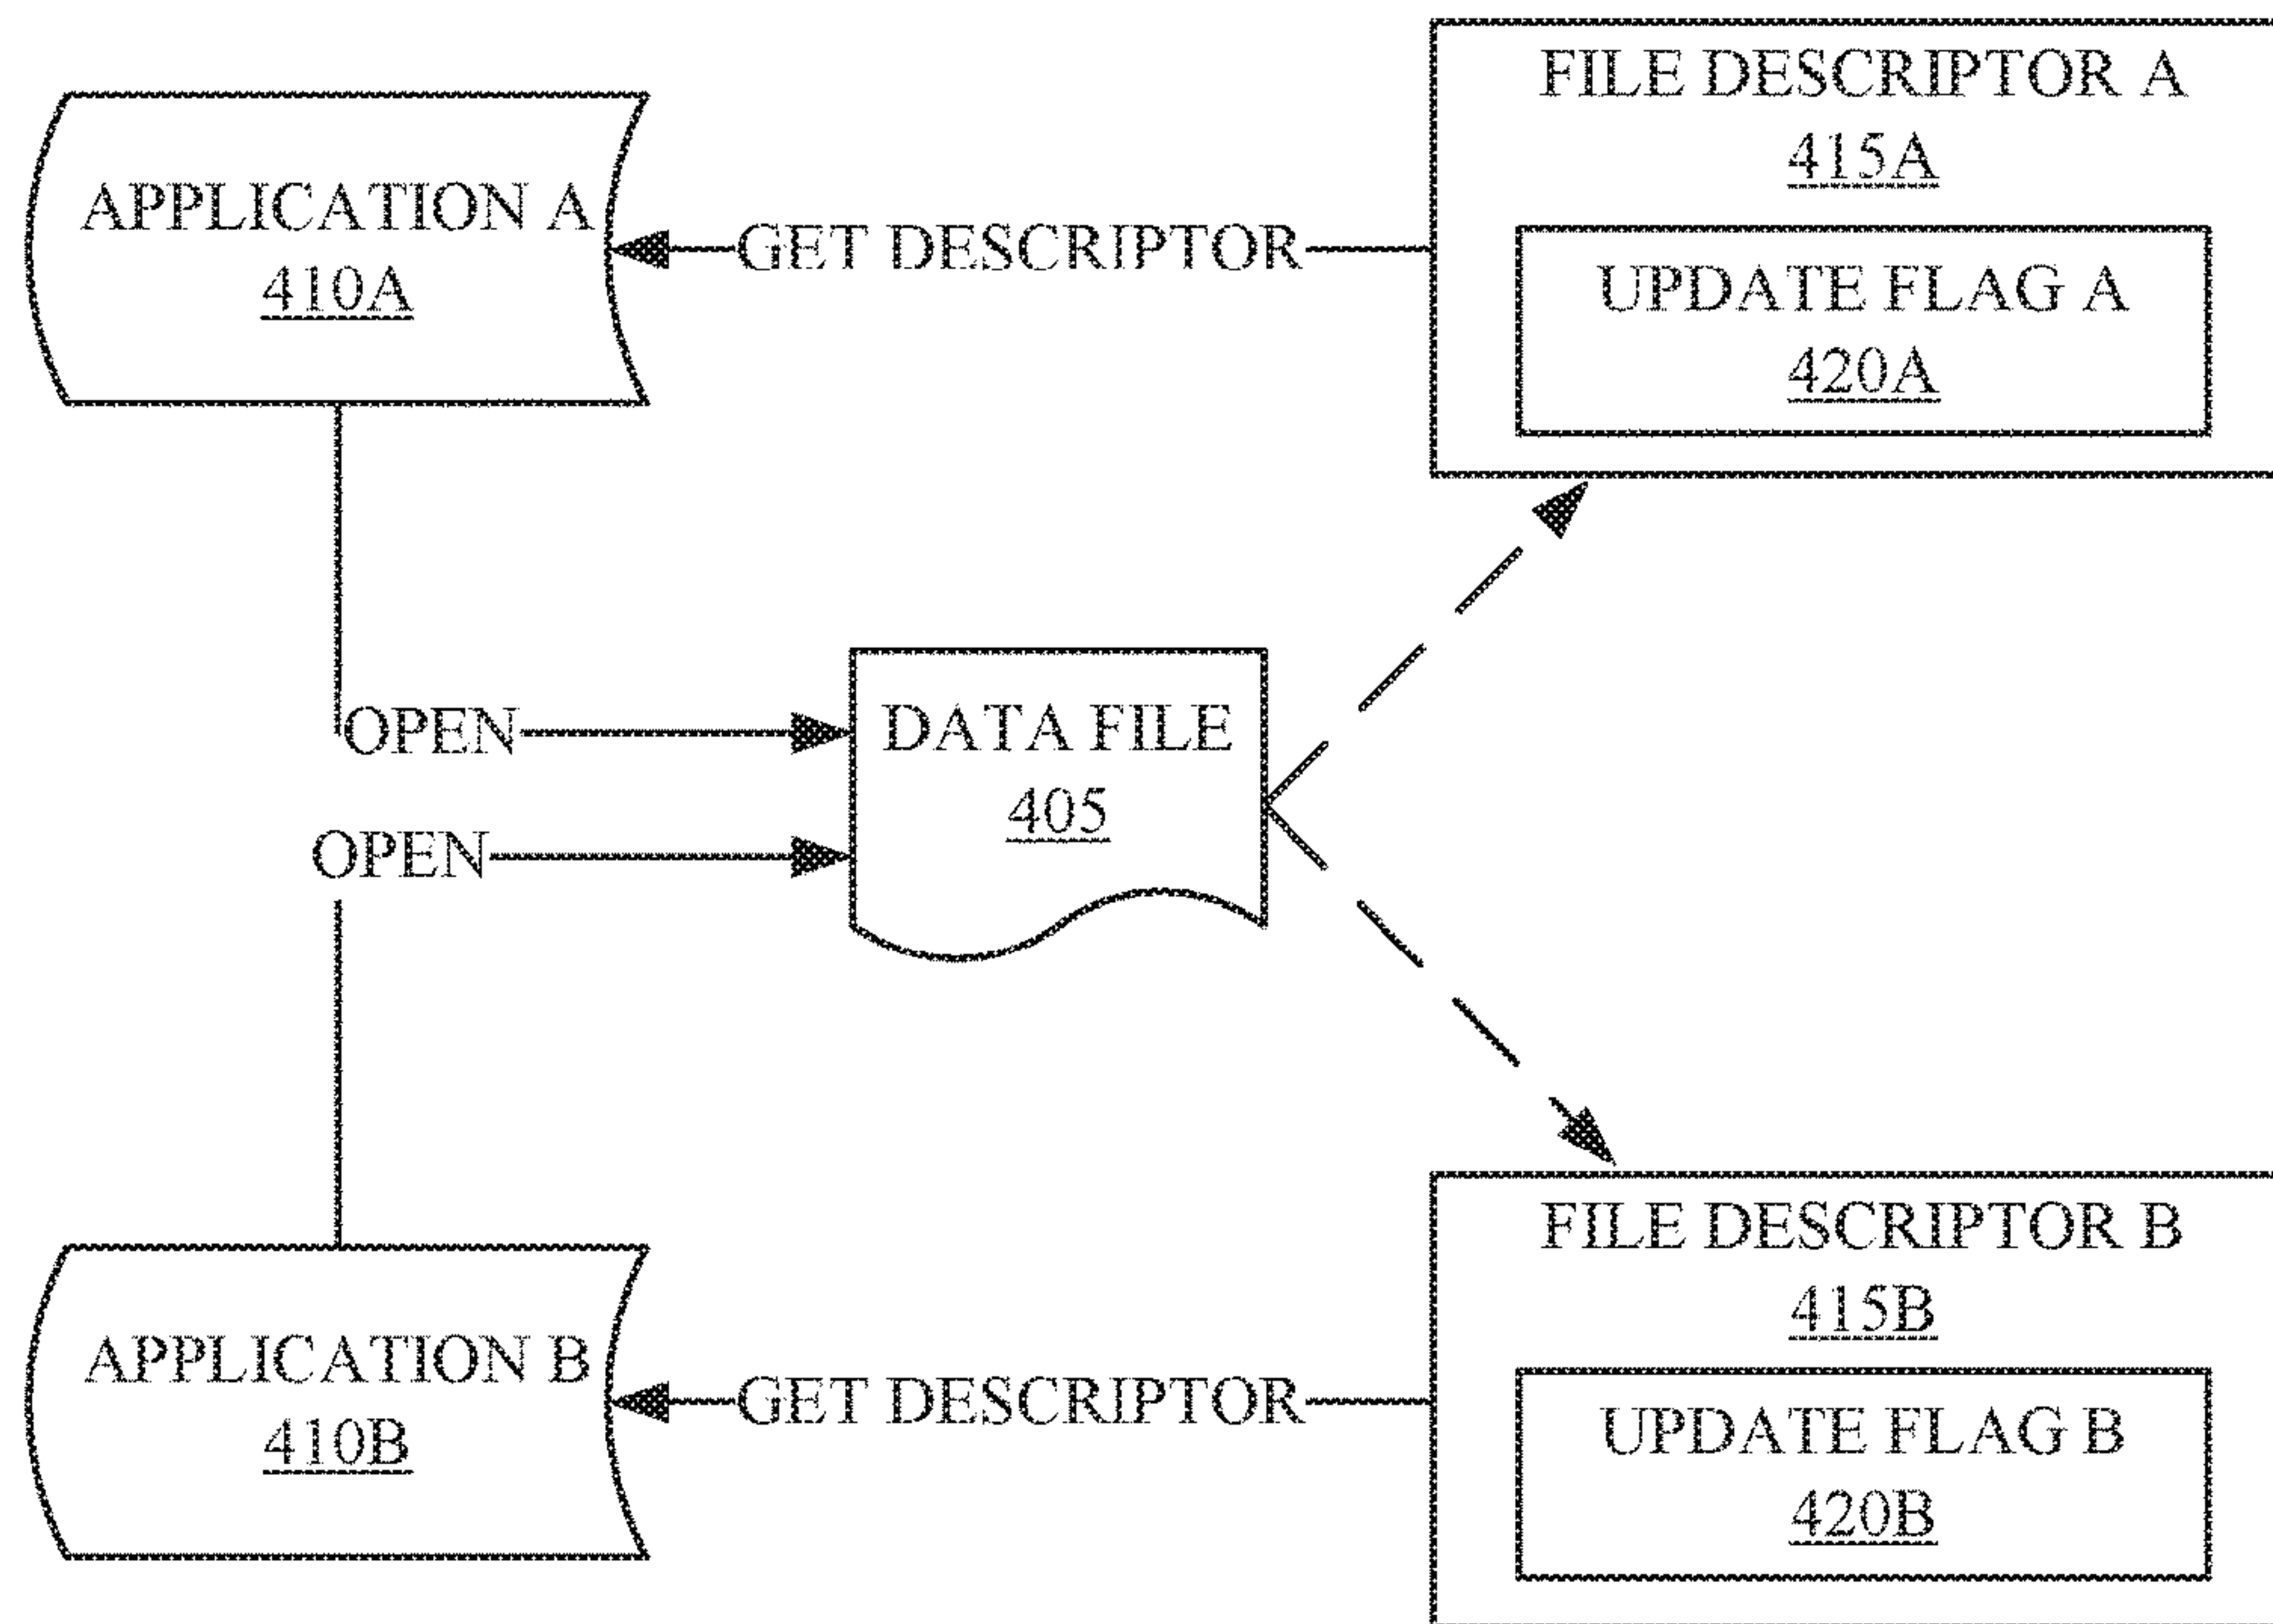 FILE DESCRIPTOR A
415A
UPDATE FLAG A
420A
APPLICATION A
410A
GET DESCRIPTOR
OPEN
DATA FILE
405
OPEN
FILE DESCRIPTOR B
415B
UPDATE FLAG B
420B
APPLICATION B
410B
GET DESCRIPTOR